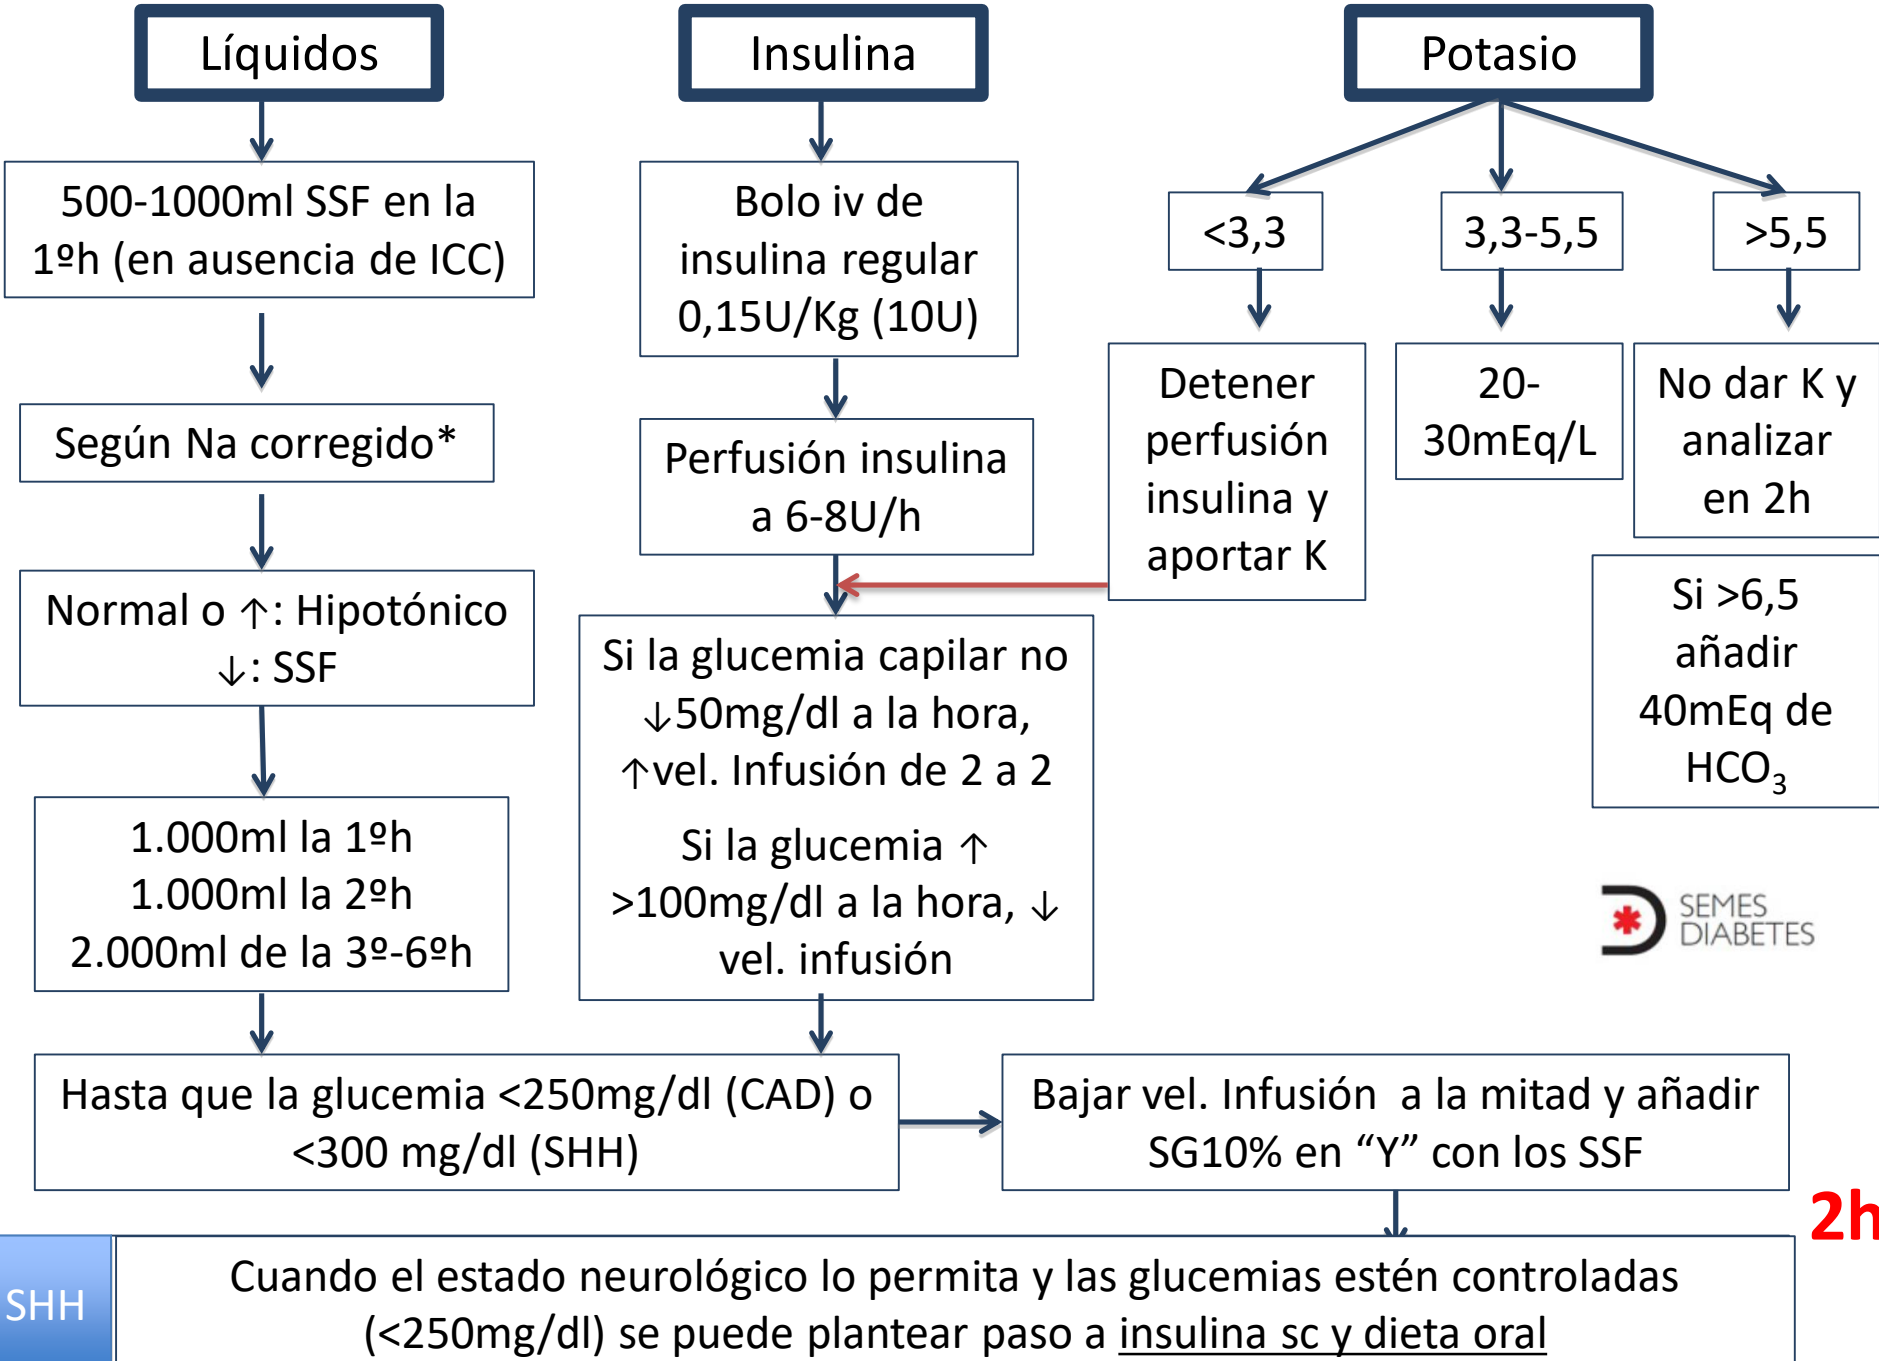 Líquidos
500-1000ml SSF en la
1ºh (en ausencia de ICC)
Según Na corregido*
Normal o ↑: Hipotónico
↓: SSF
1.000ml la 1ºh
1.000ml la 2ºh
2.000ml de la 3º-6ºh
Insulina
Bolo iv de
insulina regular
0,15U/Kg (10U)
Perfusión insulina
a 6-8U/h
Si la glucemia capilar no
↓50mg/dl a la hora,
↑vel. Infusión de 2 a 2
Si la glucemia ↑
>100mg/dl a la hora, ↓
vel. infusión
Potasio
<3,3
Detener
perfusión
insulina y
aportar K
3,3-5,5
20-
30mEq/L
>5,5
No dar K y
analizar
en 2h
Si >6,5
añadir
40mEq de
HCO₃
SEMES
DIABETES
Hasta que la glucemia <250mg/dl (CAD) o
<300 mg/dl (SHH)
Bajar vel. Infusión a la mitad y añadir
SG10% en “Y” con los SSF
2h
SHH
Cuando el estado neurológico lo permita y las glucemias estén controladas
(<250mg/dl) se puede plantear paso a insulina sc y dieta oral